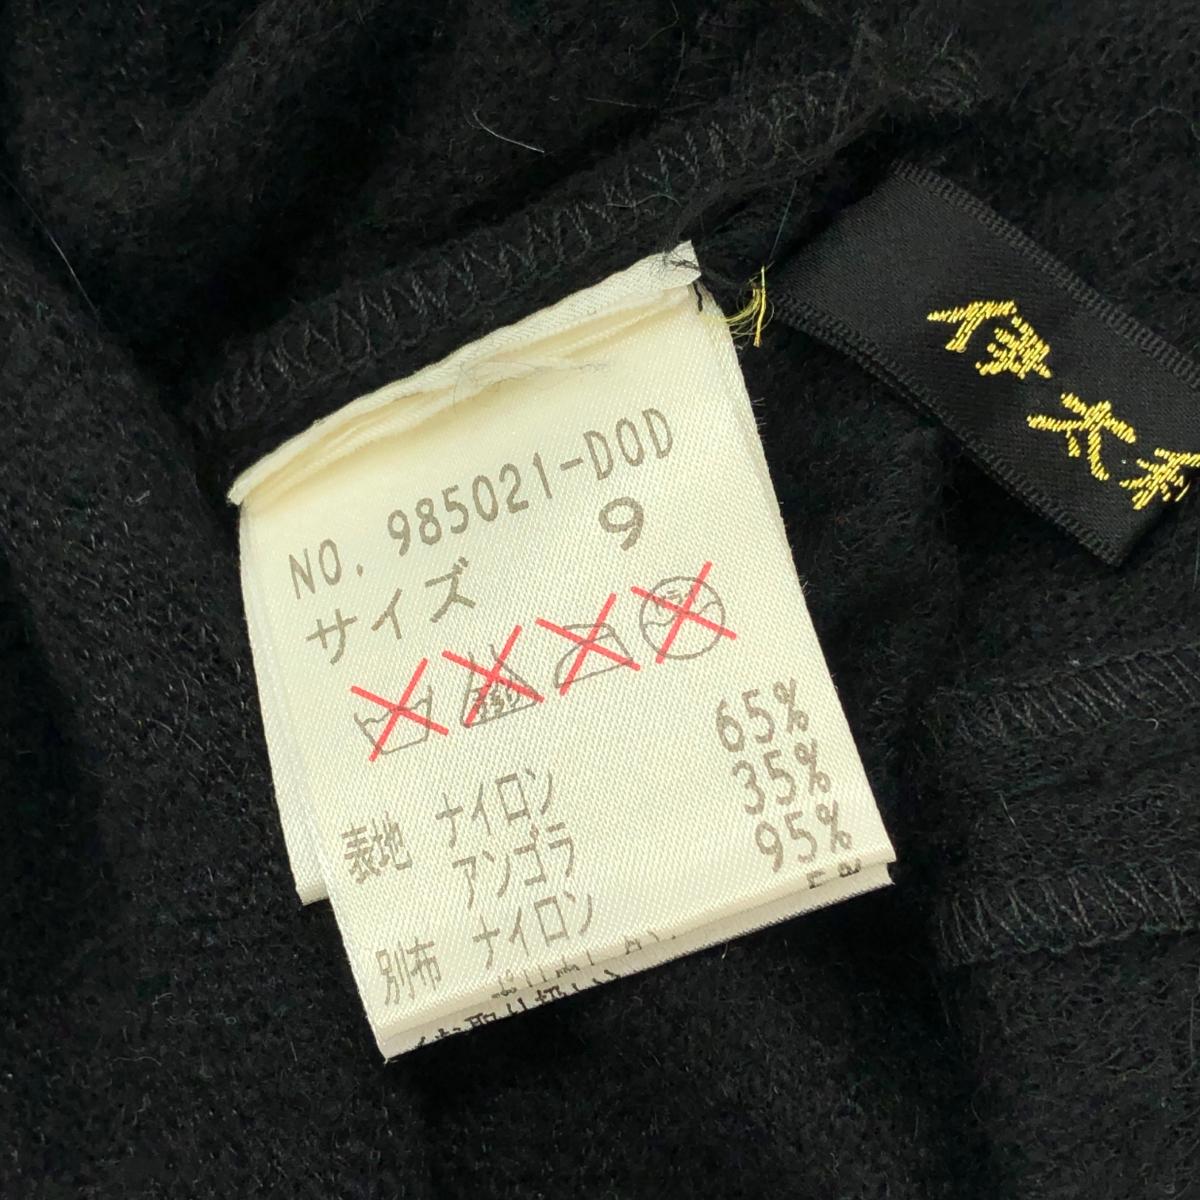 NO. 985021-DOD
サイズ 9
表地 ナイロン 65%
アンゴラ 35%
別布 ナイロン 95%